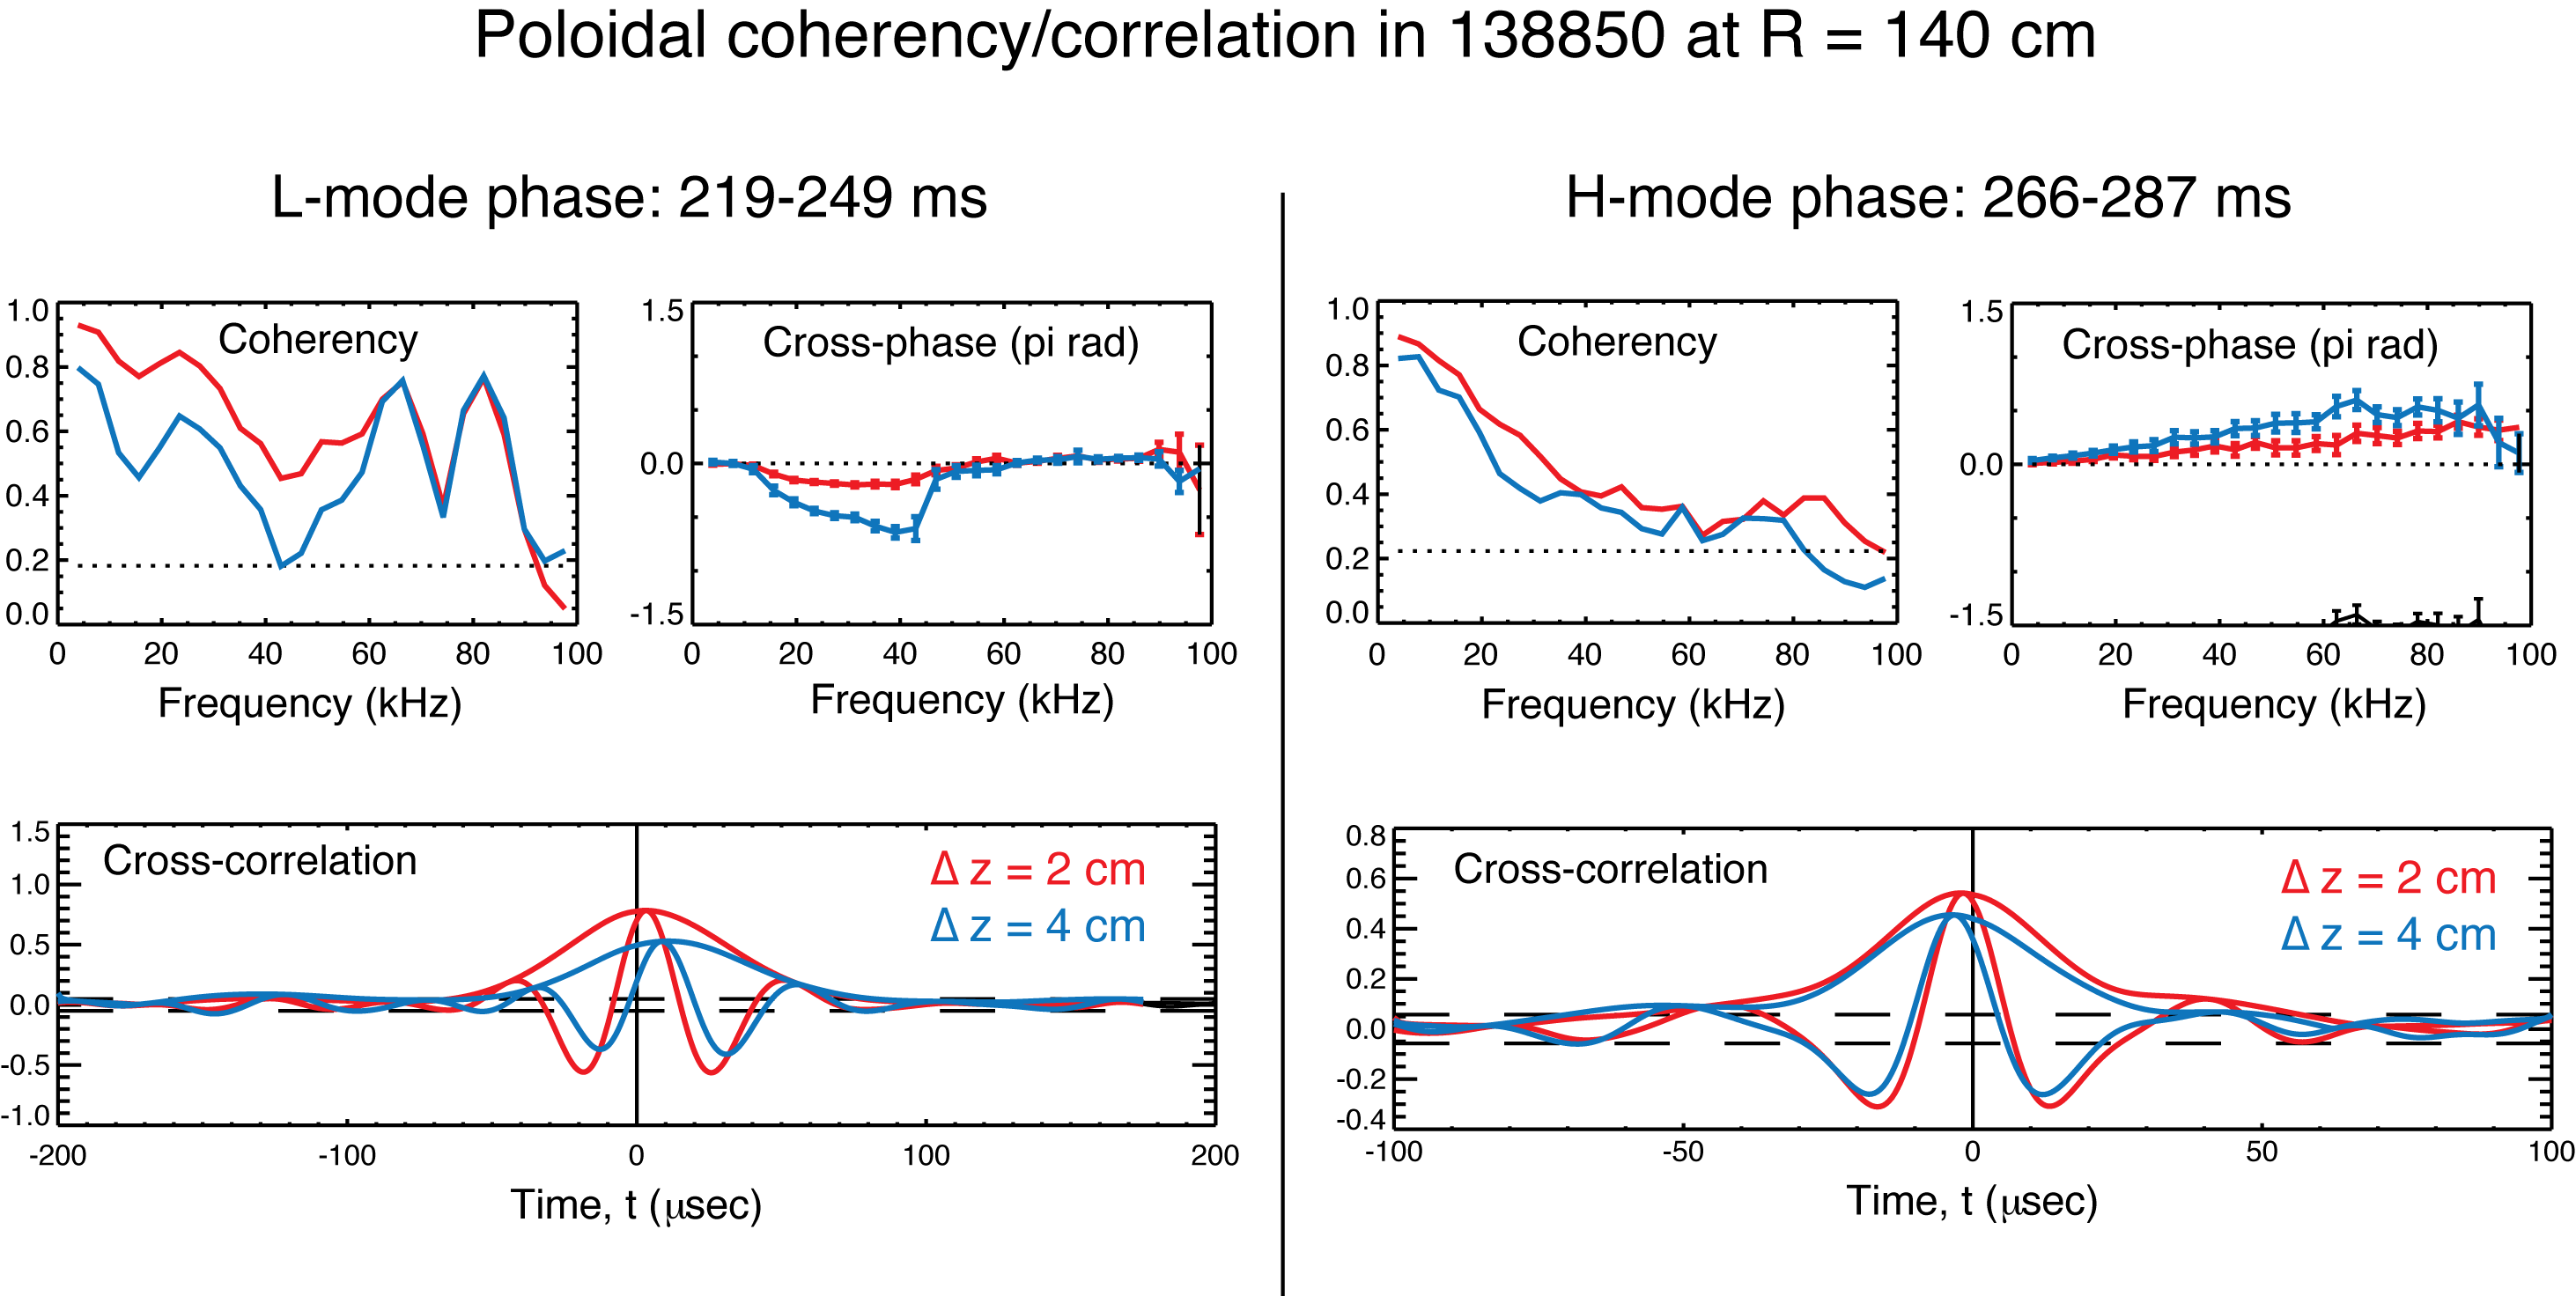 Poloidal coherency/correlation in 138850 at R = 140 cm
L-mode phase: 219-249 ms
H-mode phase: 266-287 ms
1.0
0.8
0.6
0.4
0.2
0.0
Coherency
0 20 40 60 80 100
Frequency (kHz)
1.5
0.0
-1.5
Cross-phase (pi rad)
0 20 40 60 80 100
Frequency (kHz)
1.0
0.8
0.6
0.4
0.2
0.0
Coherency
0 20 40 60 80 100
Frequency (kHz)
1.5
0.0
-1.5
Cross-phase (pi rad)
0 20 40 60 80 100
Frequency (kHz)
1.5
1.0
0.5
0.0
-0.5
-1.0
Cross-correlation
Δ z = 2 cm
Δ z = 4 cm
-200 -100 0 100 200
Time, t (μsec)
0.8
0.6
0.4
0.2
0.0
-0.2
-0.4
Cross-correlation
Δ z = 2 cm
Δ z = 4 cm
-100 -50 0 50 100
Time, t (μsec)